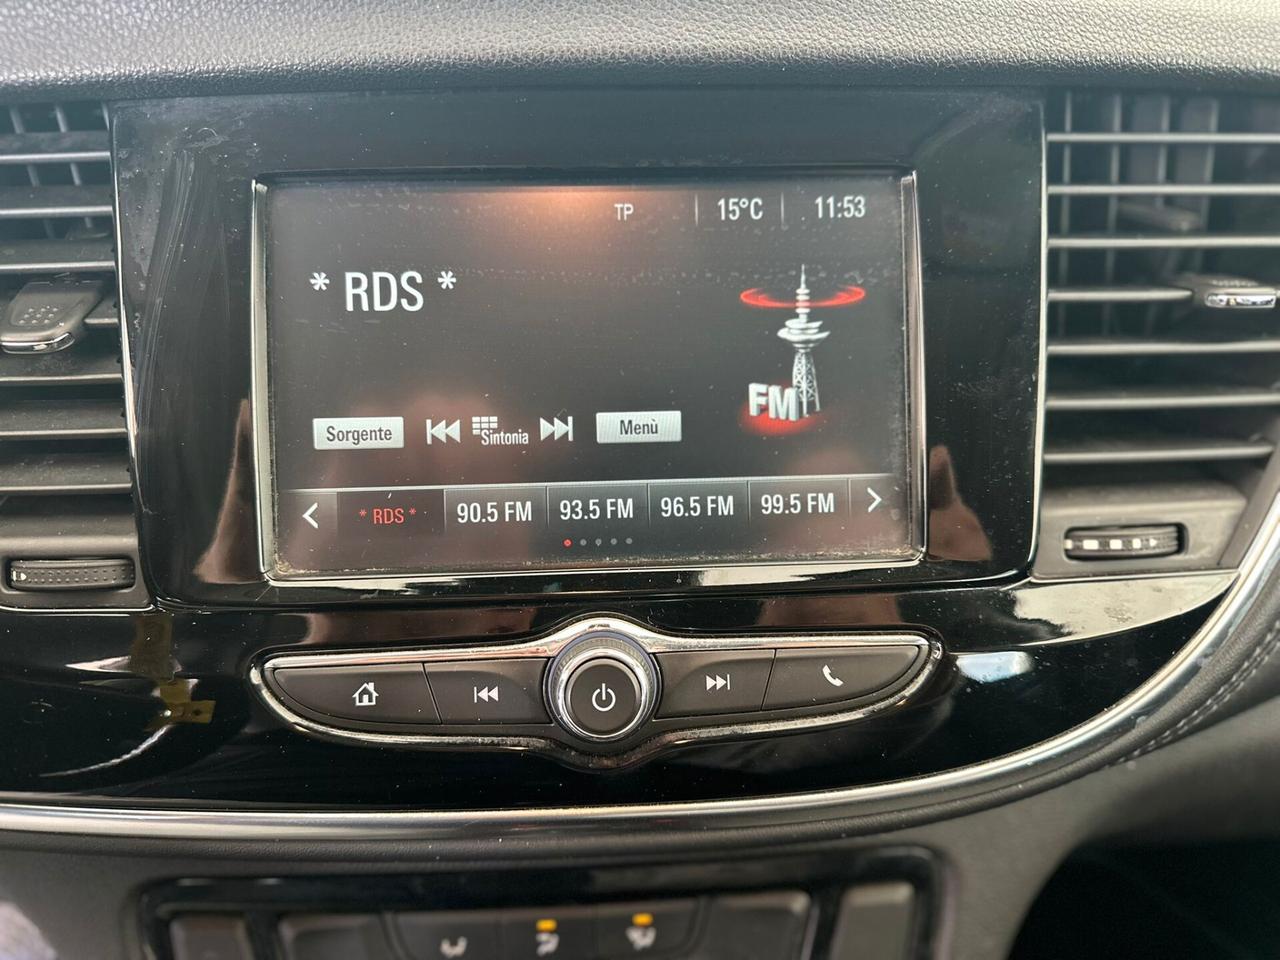 TP 15°C 11:53
* RDS *
FM
Sorgente Sintonia Menù
* RDS * 90.5 FM 93.5 FM 96.5 FM 99.5 FM